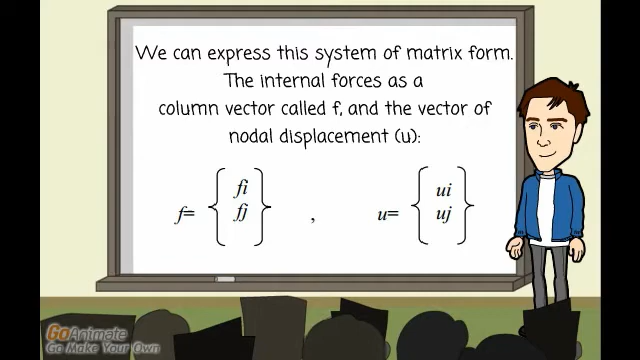 We can express this system of matrix form.
The internal forces as a
column vector called f, and the vector of
nodal displacement (u):
f= { fi } , u= { ui }
fj uj
GoAnimate
Go Make Your Own